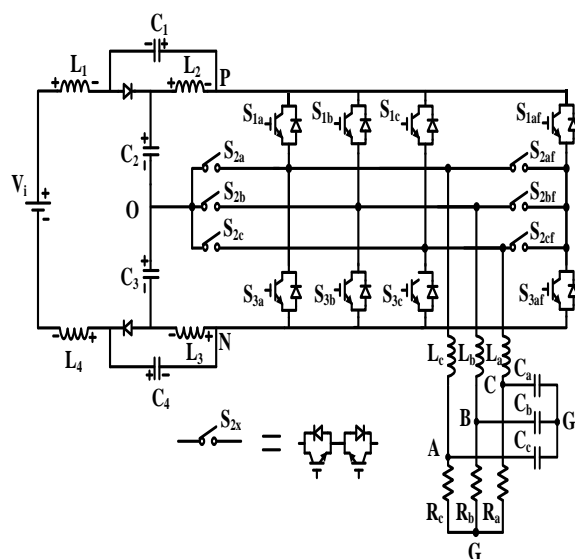 C1
L1 L2 P
S1a S1b S1c S1af
C2
S2a S2af
Vi
O S2b S2bf
S2c S2cf
C3
S3a S3b S3c S3af
L4 L3 N
C4
Lc Lb La
C Ca
S2x = B Cb G
A Cc
Rc Rb Ra
G